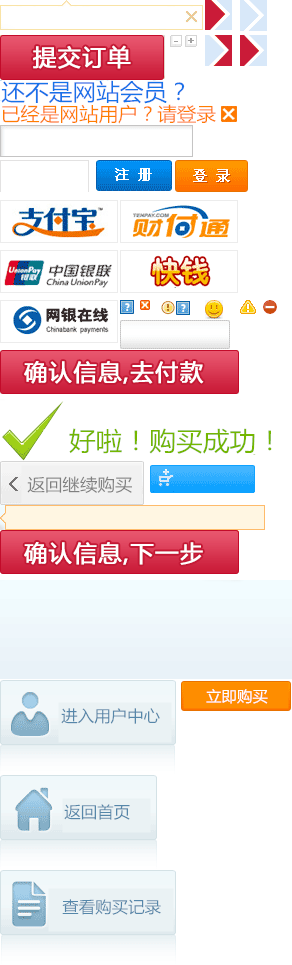 提交订单
还不是网站会员？
已经是网站用户？请登录
注 册
登 录
支付宝™
TENPAY.COM
财付通
UnionPay
银联
中国银联
China UnionPay
快钱
网银在线
Chinabank payments
确认信息,去付款
好啦！购买成功！
返回继续购买
确认信息,下一步
进入用户中心
立即购买
返回首页
查看购买记录